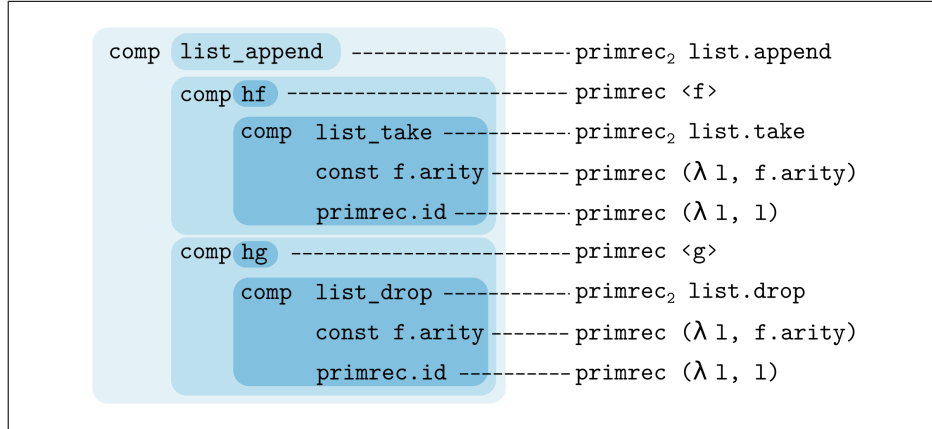 comp list_append ---------------- primrec₂ list.append
comp hf --------------------- primrec <f>
comp list_take --------- primrec₂ list.take
const f.arity ------ primrec (λ l, f.arity)
primrec.id -------- primrec (λ l, l)
comp hg --------------------- primrec <g>
comp list_drop --------- primrec₂ list.drop
const f.arity ------ primrec (λ l, f.arity)
primrec.id -------- primrec (λ l, l)